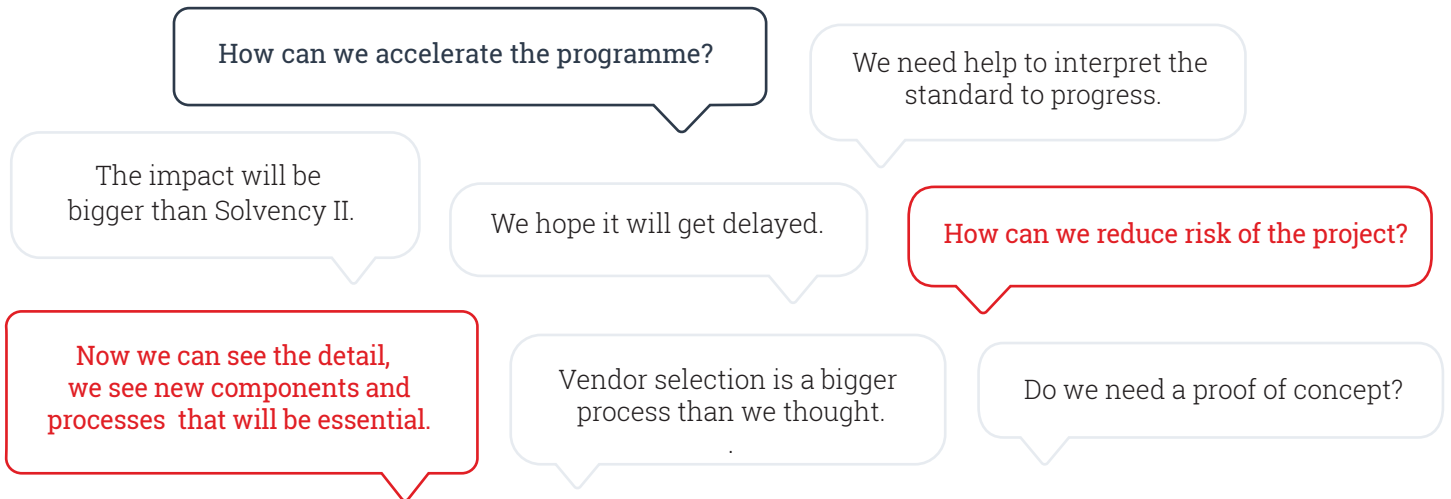 How can we accelerate the programme?
We need help to interpret the
standard to progress.
The impact will be
bigger than Solvency II.
We hope it will get delayed.
How can we reduce risk of the project?
Now we can see the detail,
we see new components and
processes  that will be essential.
Vendor selection is a bigger
process than we thought.
.
Do we need a proof of concept?